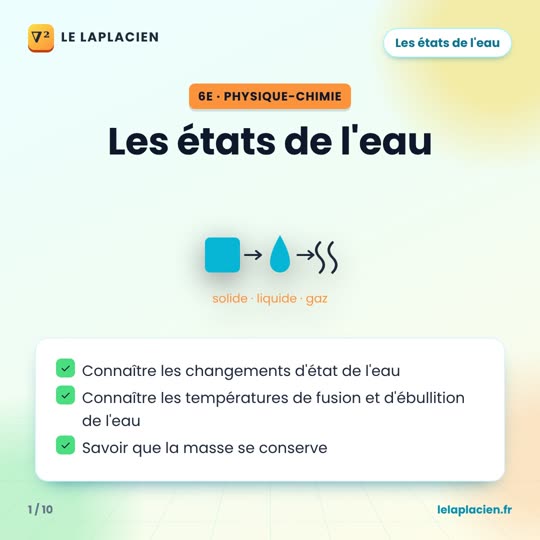 ∇² LE LAPLACIEN
Les états de l'eau
6E · PHYSIQUE-CHIMIE
Les états de l'eau
solide · liquide · gaz
Connaître les changements d'état de l'eau
Connaître les températures de fusion et d'ébullition
de l'eau
Savoir que la masse se conserve
1 / 10
lelaplacien.fr